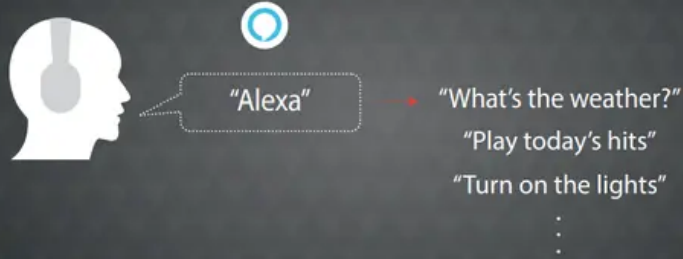 “Alexa”
“What’s the weather?”
“Play today’s hits”
“Turn on the lights”